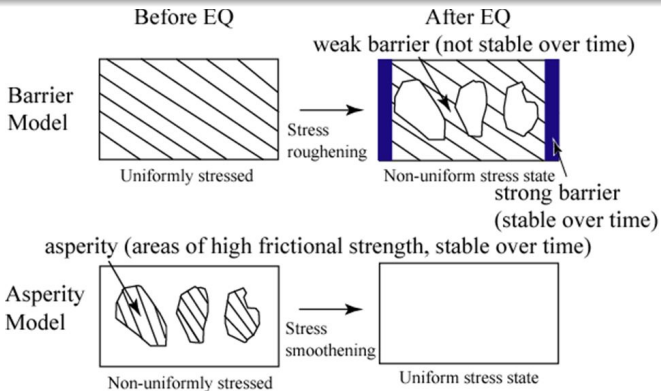 Before EQ
After EQ
weak barrier (not stable over time)
Barrier
Model
Stress
roughening
Uniformly stressed
Non-uniform stress state
strong barrier
(stable over time)
asperity (areas of high frictional strength, stable over time)
Asperity
Model
Stress
smoothening
Non-uniformly stressed
Uniform stress state